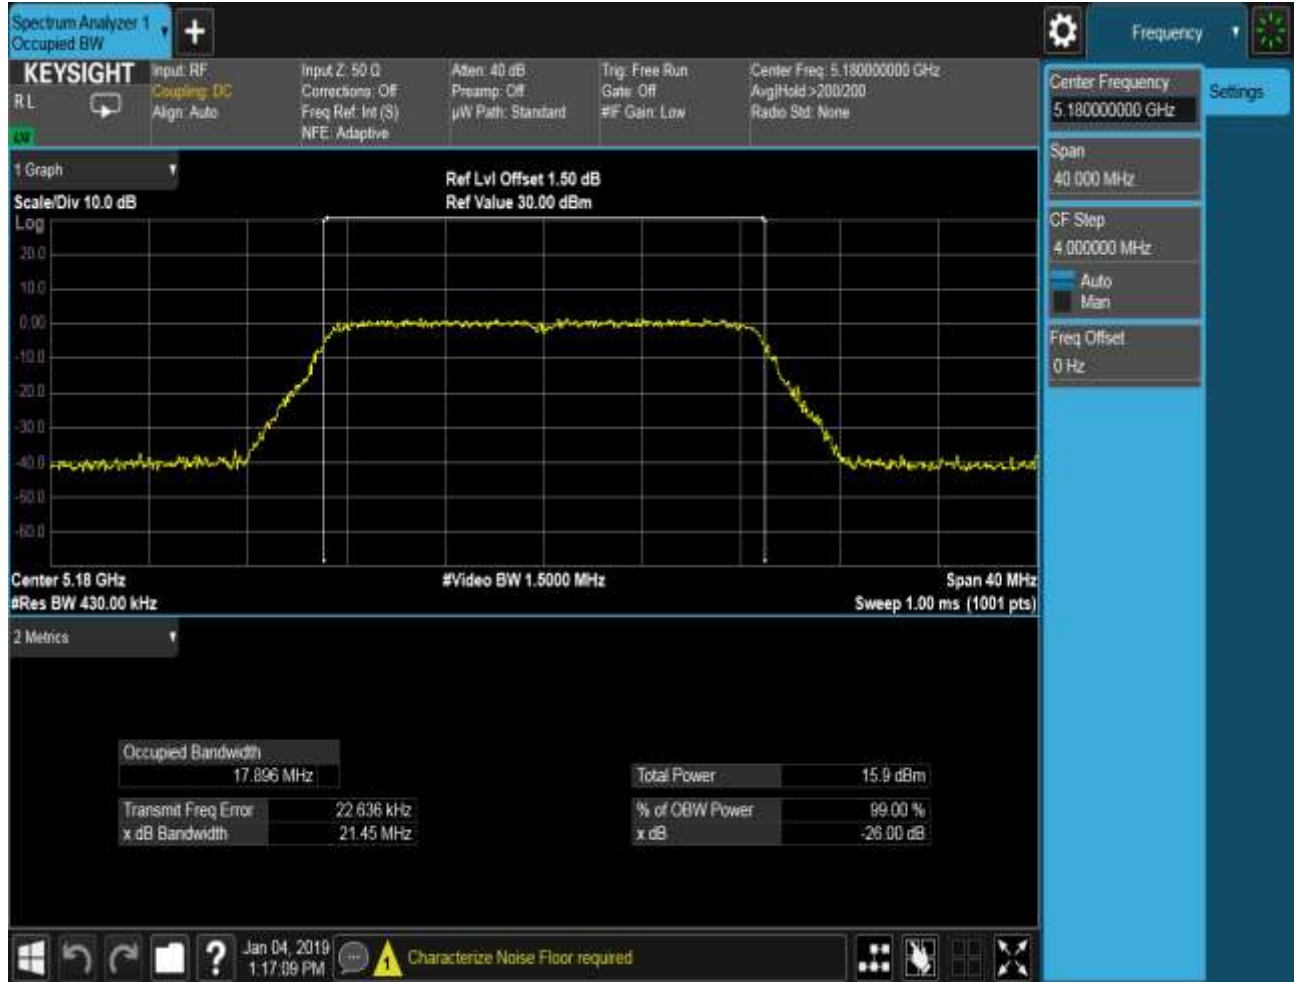 Spectrum Analyzer 1
Occupied BW
Frequency
KEYSIGHT
R L
Input: RF
Coupling: DC
Align: Auto
Input Z: 50 Ω
Corrections: Off
Freq Ref: Int (S)
NFE: Adaptive
Atten: 40 dB
Preamp: Off
µW Path: Standard
Trig: Free Run
Gate: Off
#IF Gain: Low
Center Freq: 5.180000000 GHz
Avg|Hold:>200/200
Radio Std: None
Center Frequency
5.180000000 GHz
Settings
Span
40.000 MHz
CF Step
4.000000 MHz
Auto
Man
Freq Offset
0 Hz
1 Graph
Scale/Div 10.0 dB
Ref Lvl Offset 1.50 dB
Ref Value 30.00 dBm
Log
20.0
10.0
0.00
-10.0
-20.0
-30.0
-40.0
-50.0
-60.0
Center 5.18 GHz
#Video BW 1.5000 MHz
Span 40 MHz
#Res BW 430.00 kHz
Sweep 1.00 ms (1001 pts)
2 Metrics
Occupied Bandwidth
17.896 MHz
Total Power 15.9 dBm
Transmit Freq Error 22.636 kHz
% of OBW Power 99.00 %
x dB Bandwidth 21.45 MHz
x dB -26.00 dB
?
Jan 04, 2019
1:17:09 PM
1
Characterize Noise Floor required